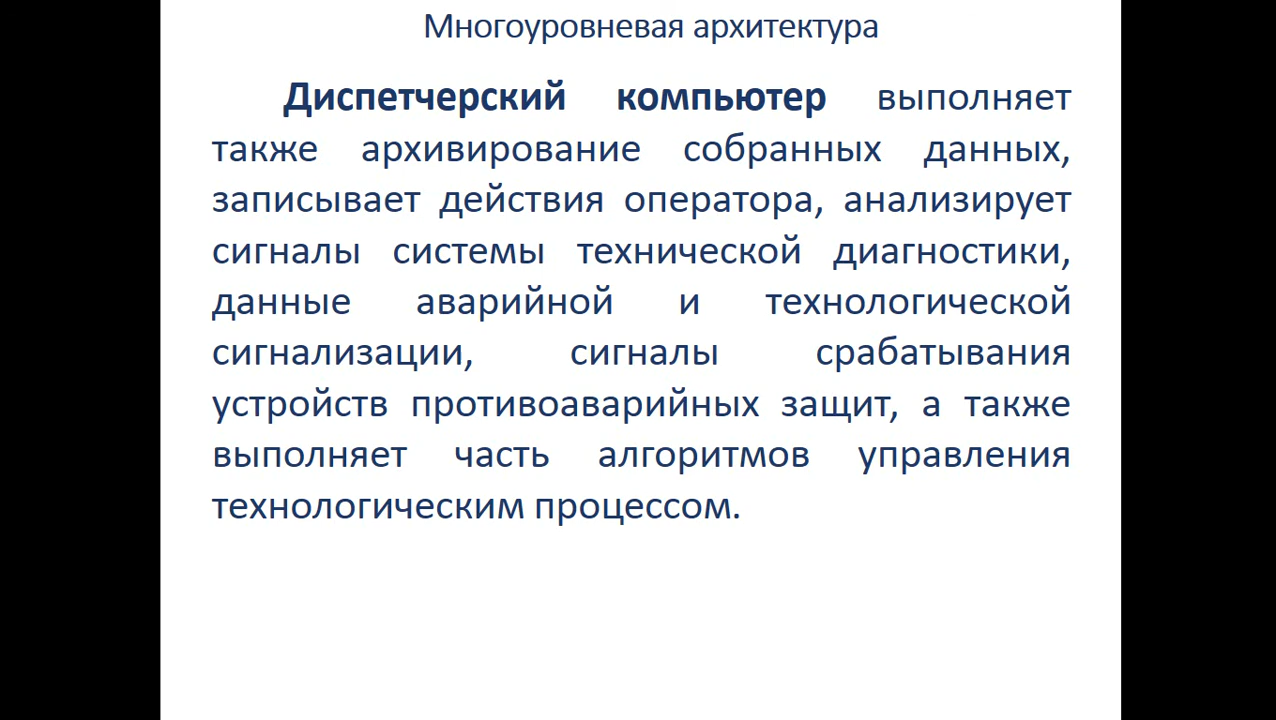 Многоуровневая архитектура
Диспетчерский компьютер выполняет
также архивирование собранных данных,
записывает действия оператора, анализирует
сигналы системы технической диагностики,
данные аварийной и технологической
сигнализации, сигналы срабатывания
устройств противоаварийных защит, а также
выполняет часть алгоритмов управления
технологическим процессом.